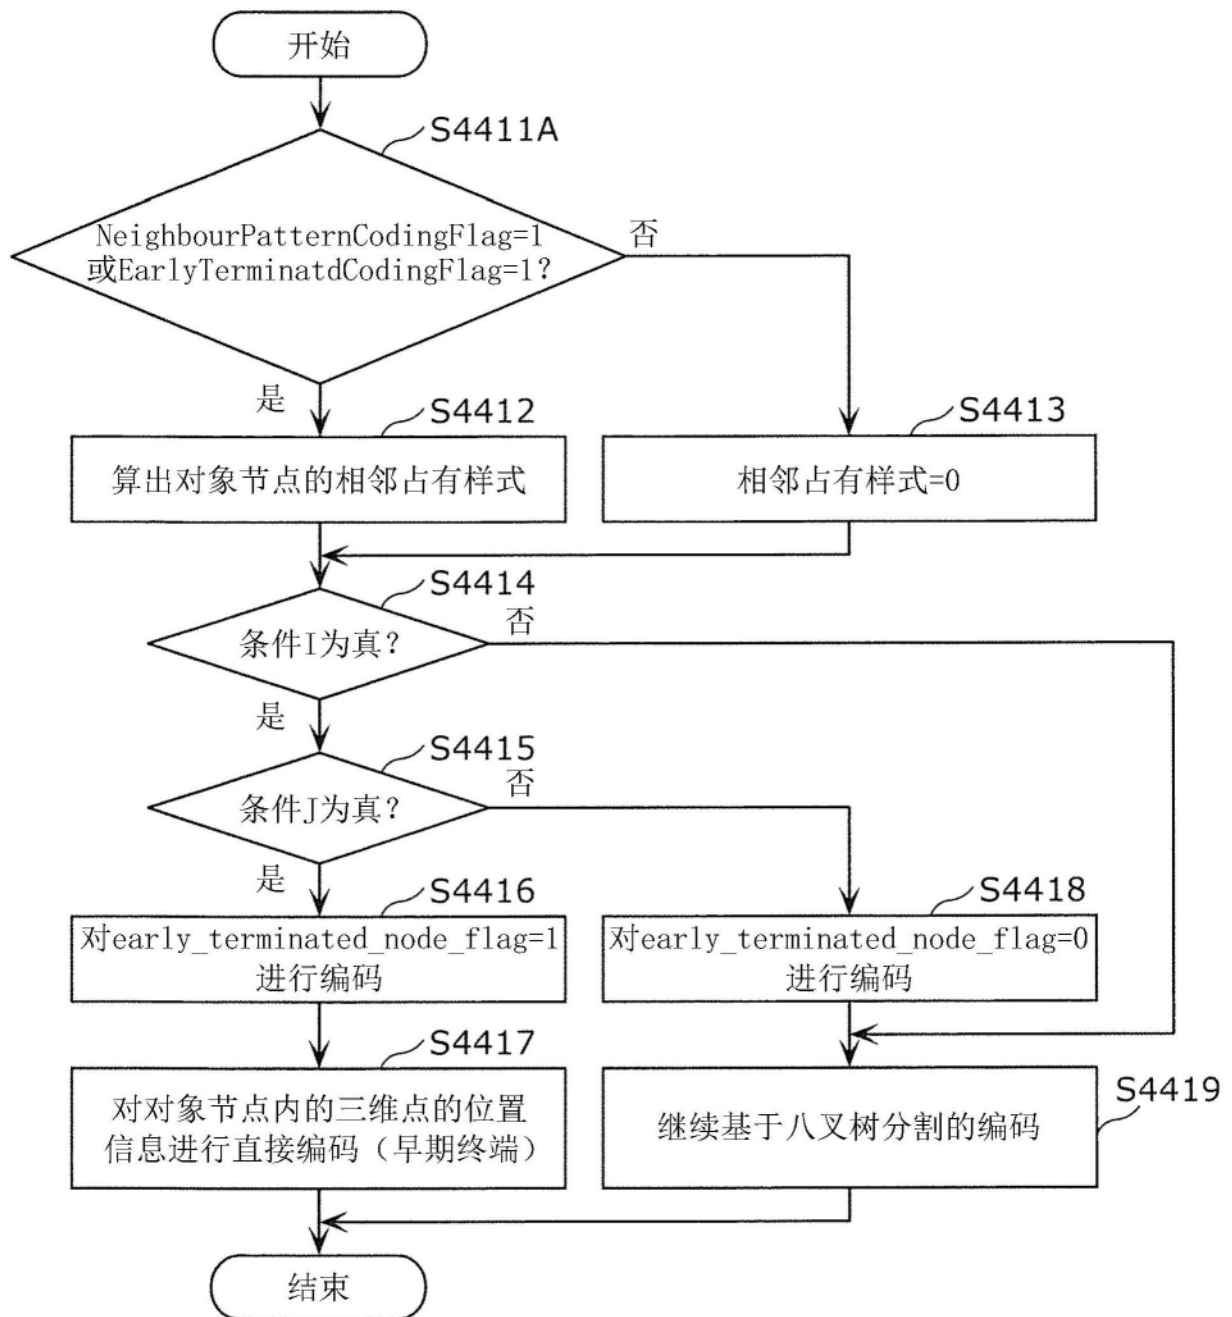 开始
S4411A
NeighbourPatternCodingFlag=1
或EarlyTerminatdCodingFlag=1?
否
是
S4412
算出对象节点的相邻占有样式
S4413
相邻占有样式=0
S4414
条件I为真?
否
是
S4415
条件J为真?
否
是
S4416
对early_terminated_node_flag=1
进行编码
S4418
对early_terminated_node_flag=0
进行编码
S4417
对对象节点内的三维点的位置
信息进行直接编码（早期终端）
S4419
继续基于八叉树分割的编码
结束